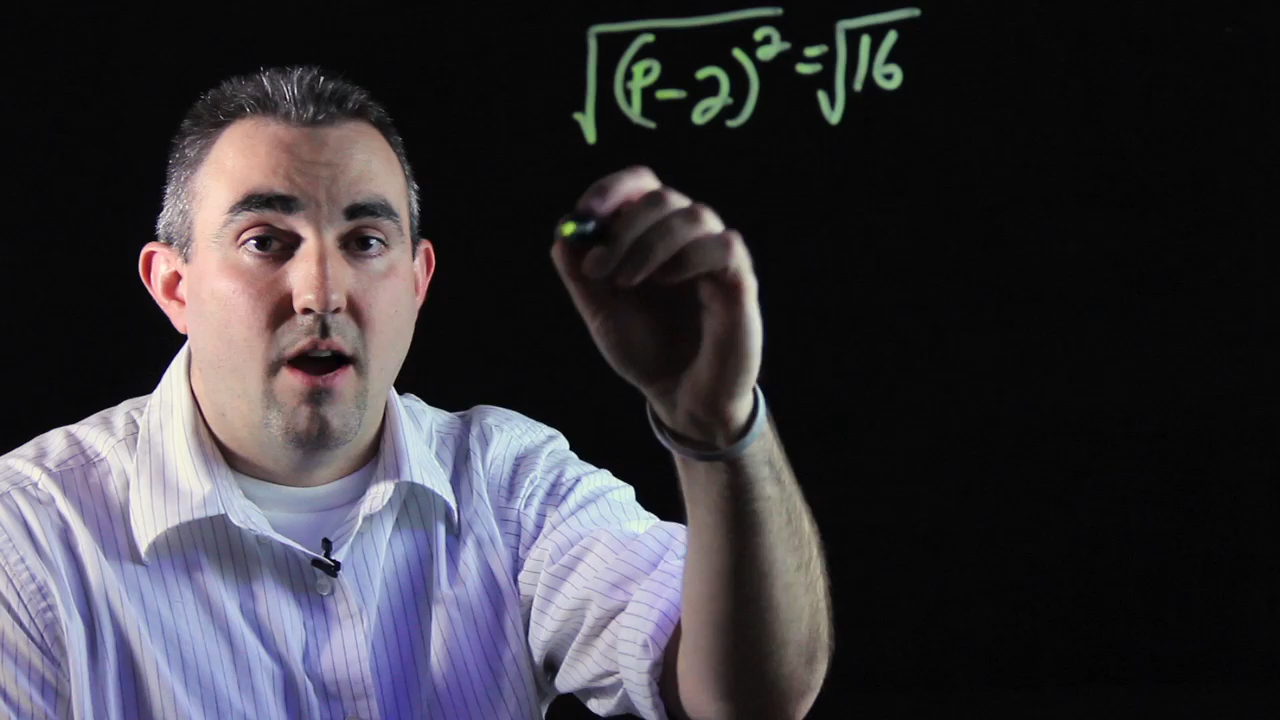 √(p-2)² = √16